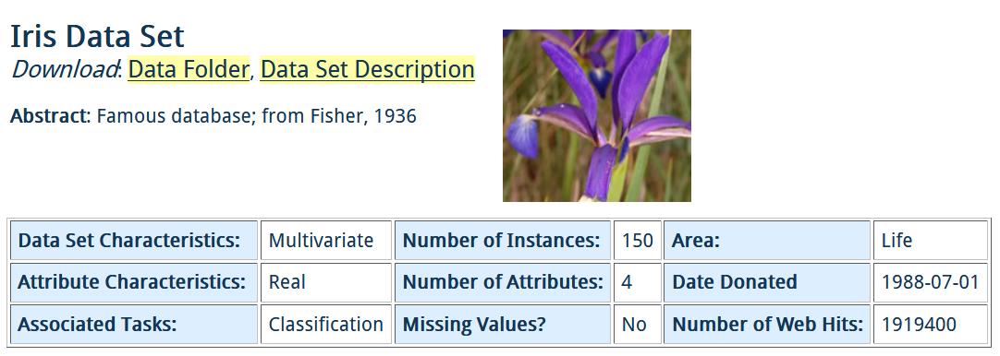 Iris Data Set
Download: Data Folder, Data Set Description
Abstract: Famous database; from Fisher, 1936
Data Set Characteristics: Multivariate Number of Instances: 150 Area: Life
Attribute Characteristics: Real Number of Attributes: 4 Date Donated 1988-07-01
Associated Tasks: Classification Missing Values? No Number of Web Hits: 1919400